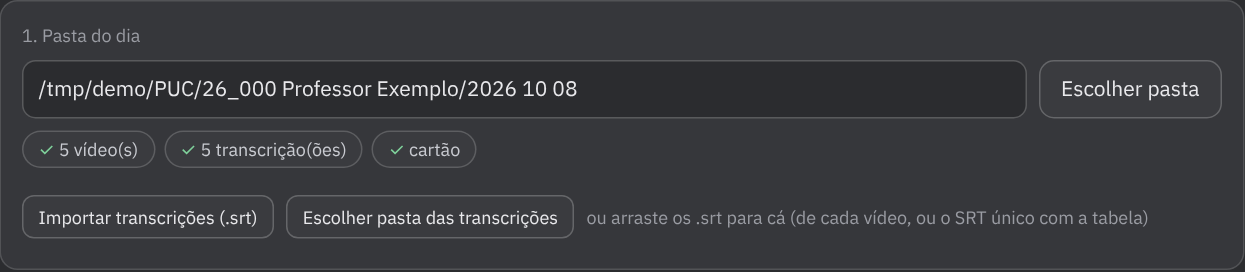 1. Pasta do dia
/tmp/demo/PUC/26_000 Professor Exemplo/2026 10 08
Escolher pasta
✓ 5 vídeo(s) ✓ 5 transcrição(ões) ✓ cartão
Importar transcrições (.srt) Escolher pasta das transcrições ou arraste os .srt para cá (de cada vídeo, ou o SRT único com a tabela)